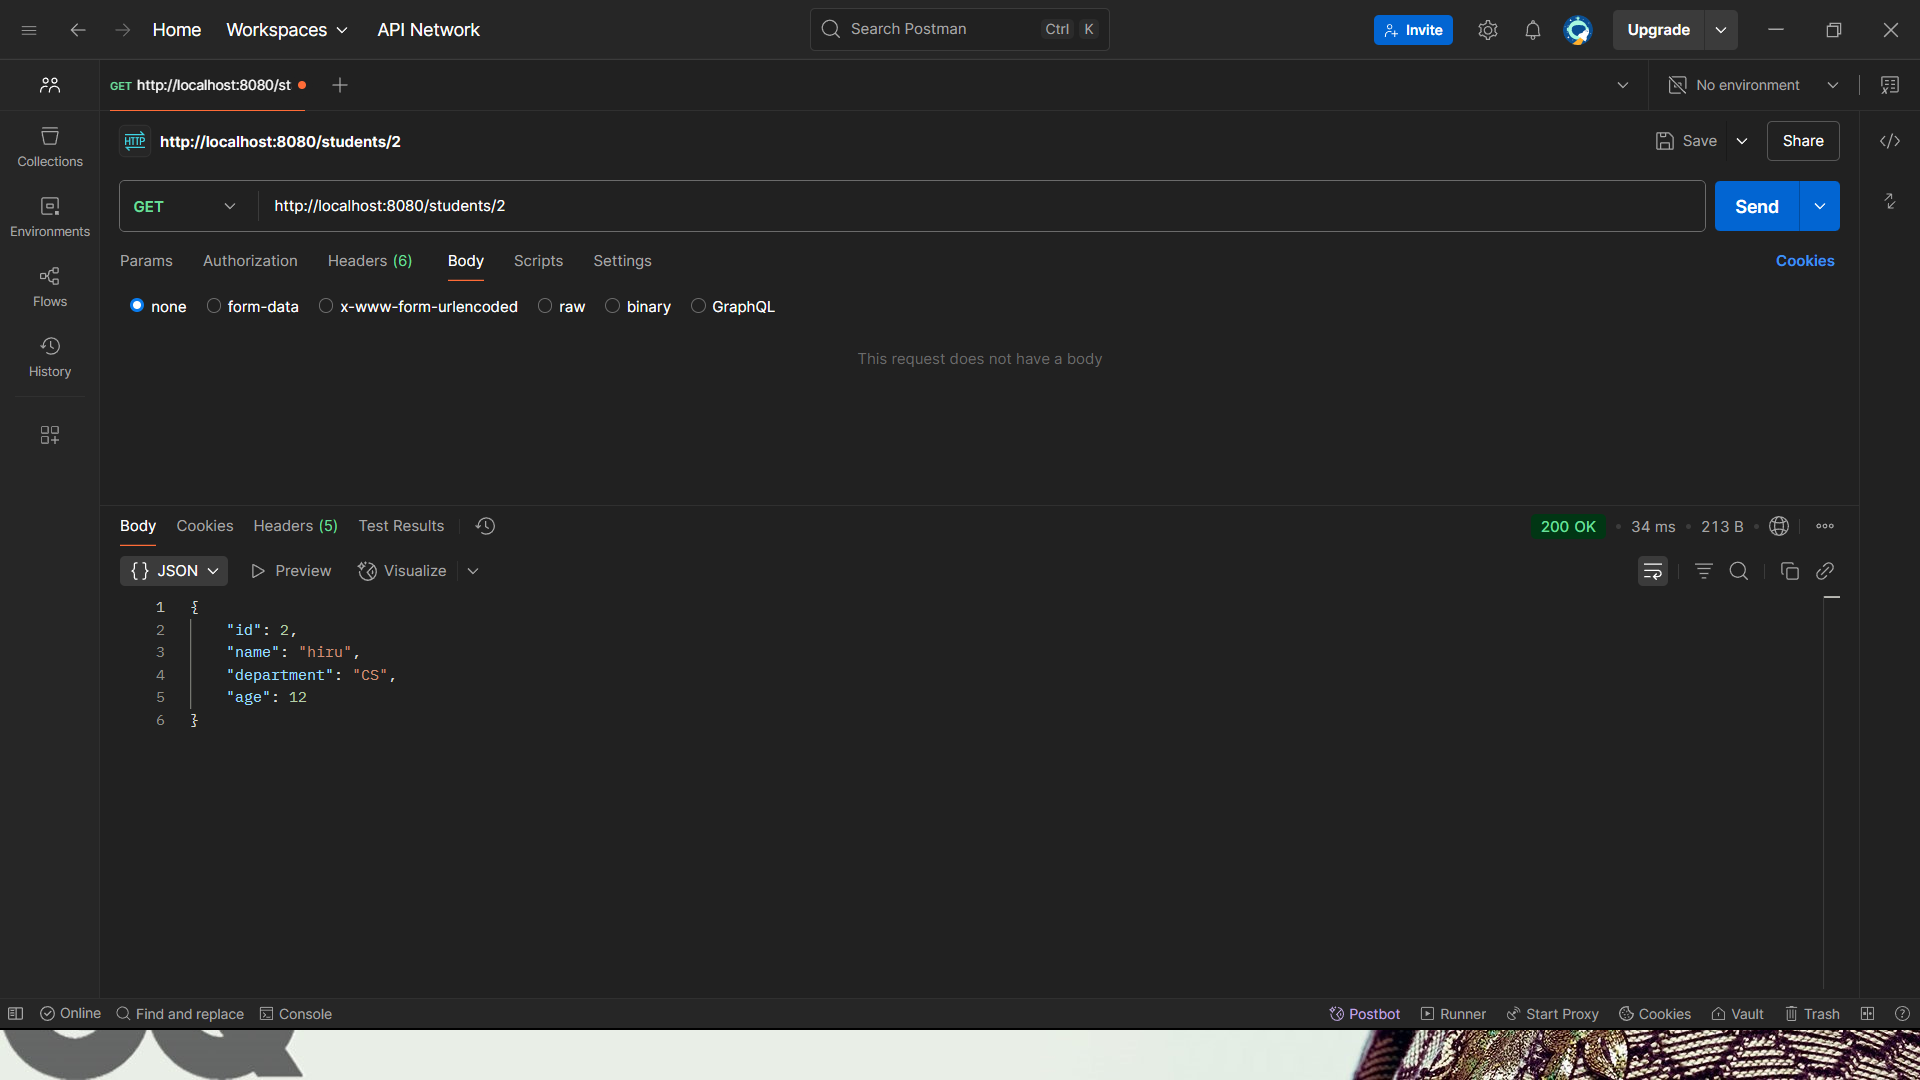 Home Workspaces API Network Search Postman Ctrl K Invite Upgrade
GET http://localhost:8080/st No environment
Collections
Environments
Flows
History
HTTP http://localhost:8080/students/2 Save Share
GET http://localhost:8080/students/2 Send
Params Authorization Headers (6) Body Scripts Settings Cookies
none form-data x-www-form-urlencoded raw binary GraphQL
This request does not have a body
Body Cookies Headers (5) Test Results 200 OK • 34 ms • 213 B •
{} JSON Preview Visualize
1 {
2 "id": 2,
3 "name": "hiru",
4 "department": "CS",
5 "age": 12
6 }
Online Find and replace Console Postbot Runner Start Proxy Cookies Vault Trash